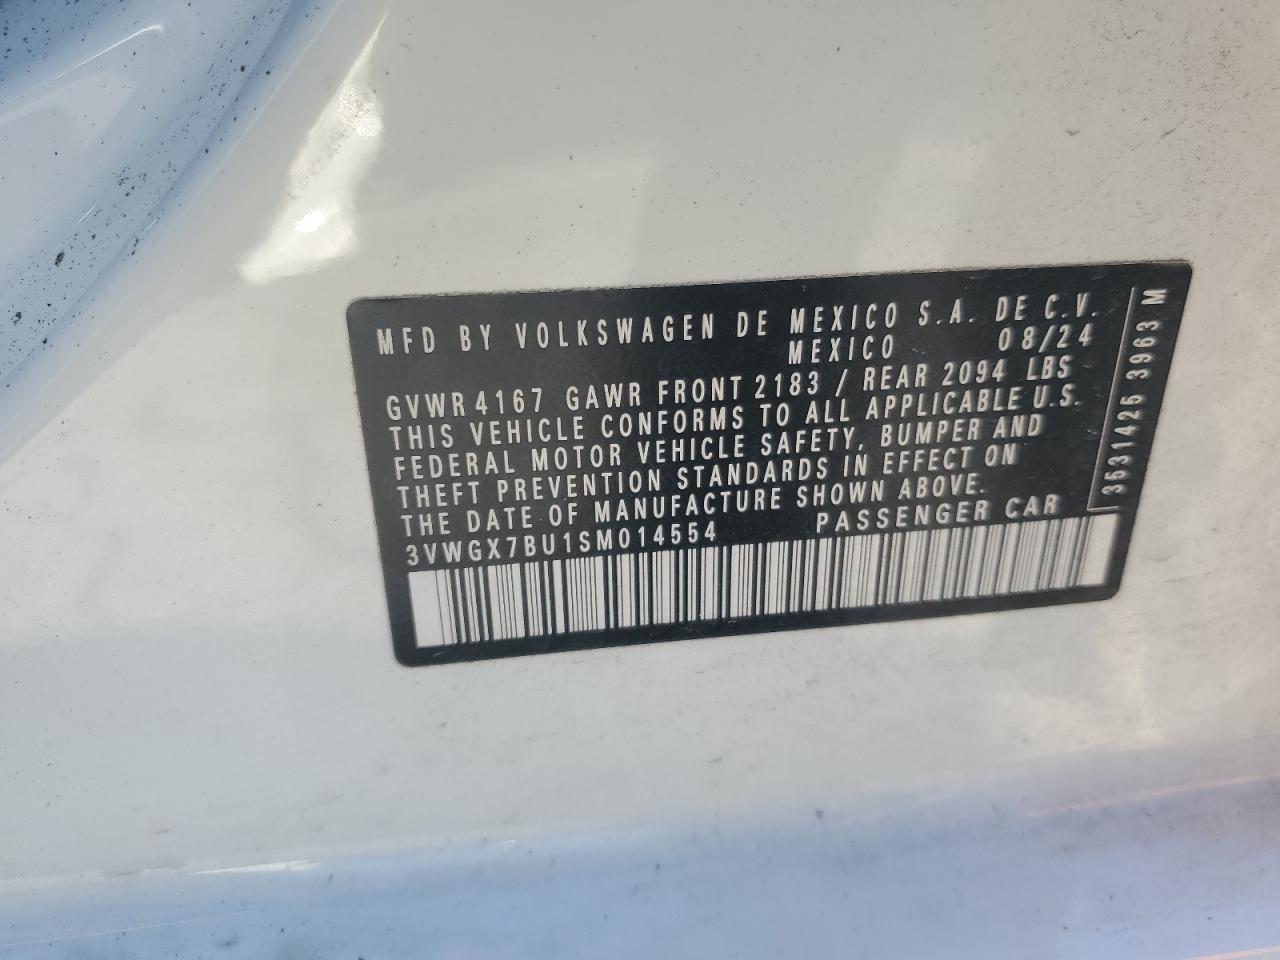 MFD BY VOLKSWAGEN DE MEXICO S.A. DE C.V.
MEXICO 08/24
GVWR 4167 GAWR FRONT 2183 / REAR 2094 LBS
THIS VEHICLE CONFORMS TO ALL APPLICABLE U.S.
FEDERAL MOTOR VEHICLE SAFETY, BUMPER AND
THEFT PREVENTION STANDARDS IN EFFECT ON
THE DATE OF MANUFACTURE SHOWN ABOVE.
3VWGX7BU1SM014554 PASSENGER CAR
3531425 3963 M